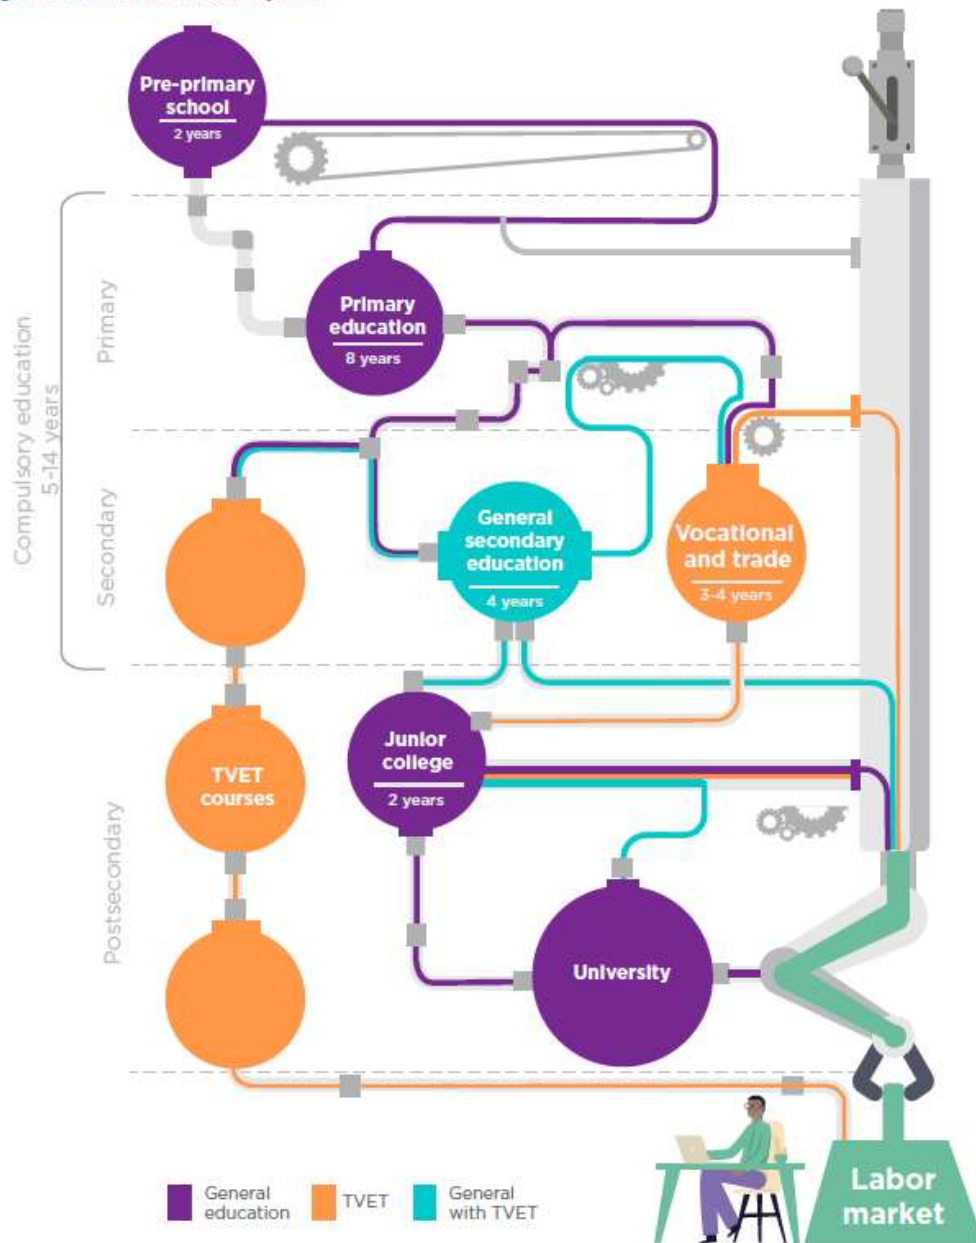 Pre-primary
school
2 years
Compulsory education
5-14 years
Primary
Primary
education
8 years
Secondary
General
secondary
education
4 years
Vocational
and trade
3-4 years
Postsecondary
Junior
college
2 years
TVET
courses
University
General
education
TVET
General
with TVET
Labor
market